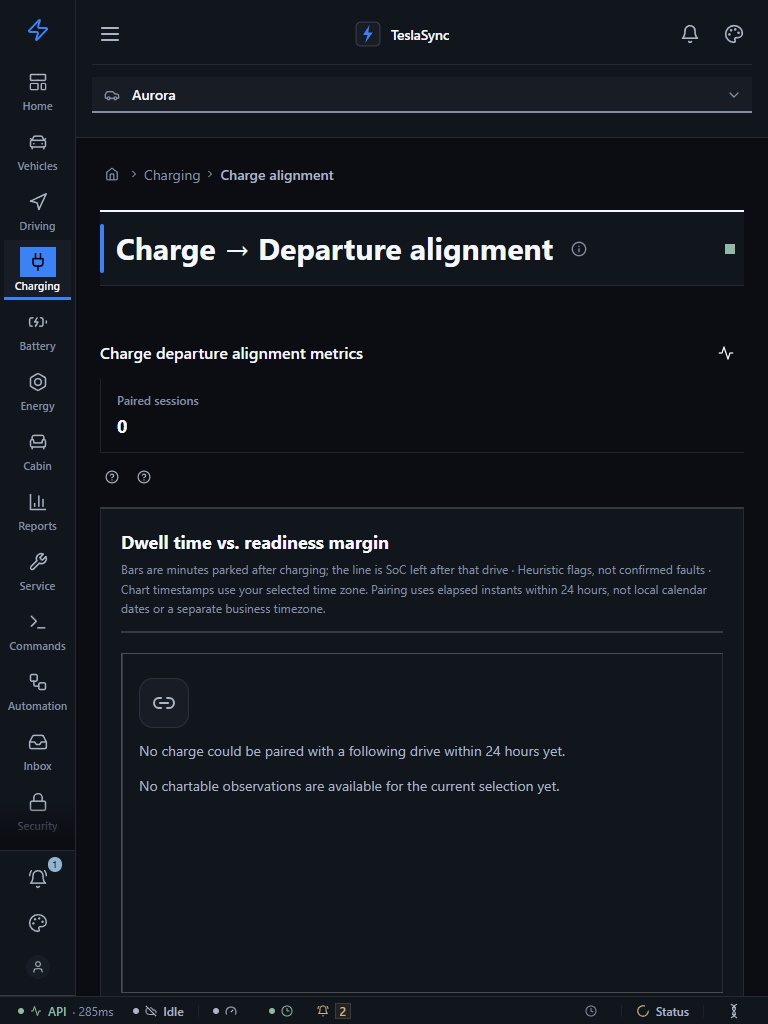 TeslaSync
Aurora
Home
Vehicles
Driving
Charging
Battery
Energy
Cabin
Reports
Service
Commands
Automation
Inbox
Security
1
Charging
Charge alignment
Charge → Departure alignment
Charge departure alignment metrics
Paired sessions
0
Dwell time vs. readiness margin
Bars are minutes parked after charging; the line is SoC left after that drive · Heuristic flags, not confirmed faults ·
Chart timestamps use your selected time zone. Pairing uses elapsed instants within 24 hours, not local calendar
dates or a separate business timezone.
No charge could be paired with a following drive within 24 hours yet.
No chartable observations are available for the current selection yet.
API · 285ms
Idle
2
Status